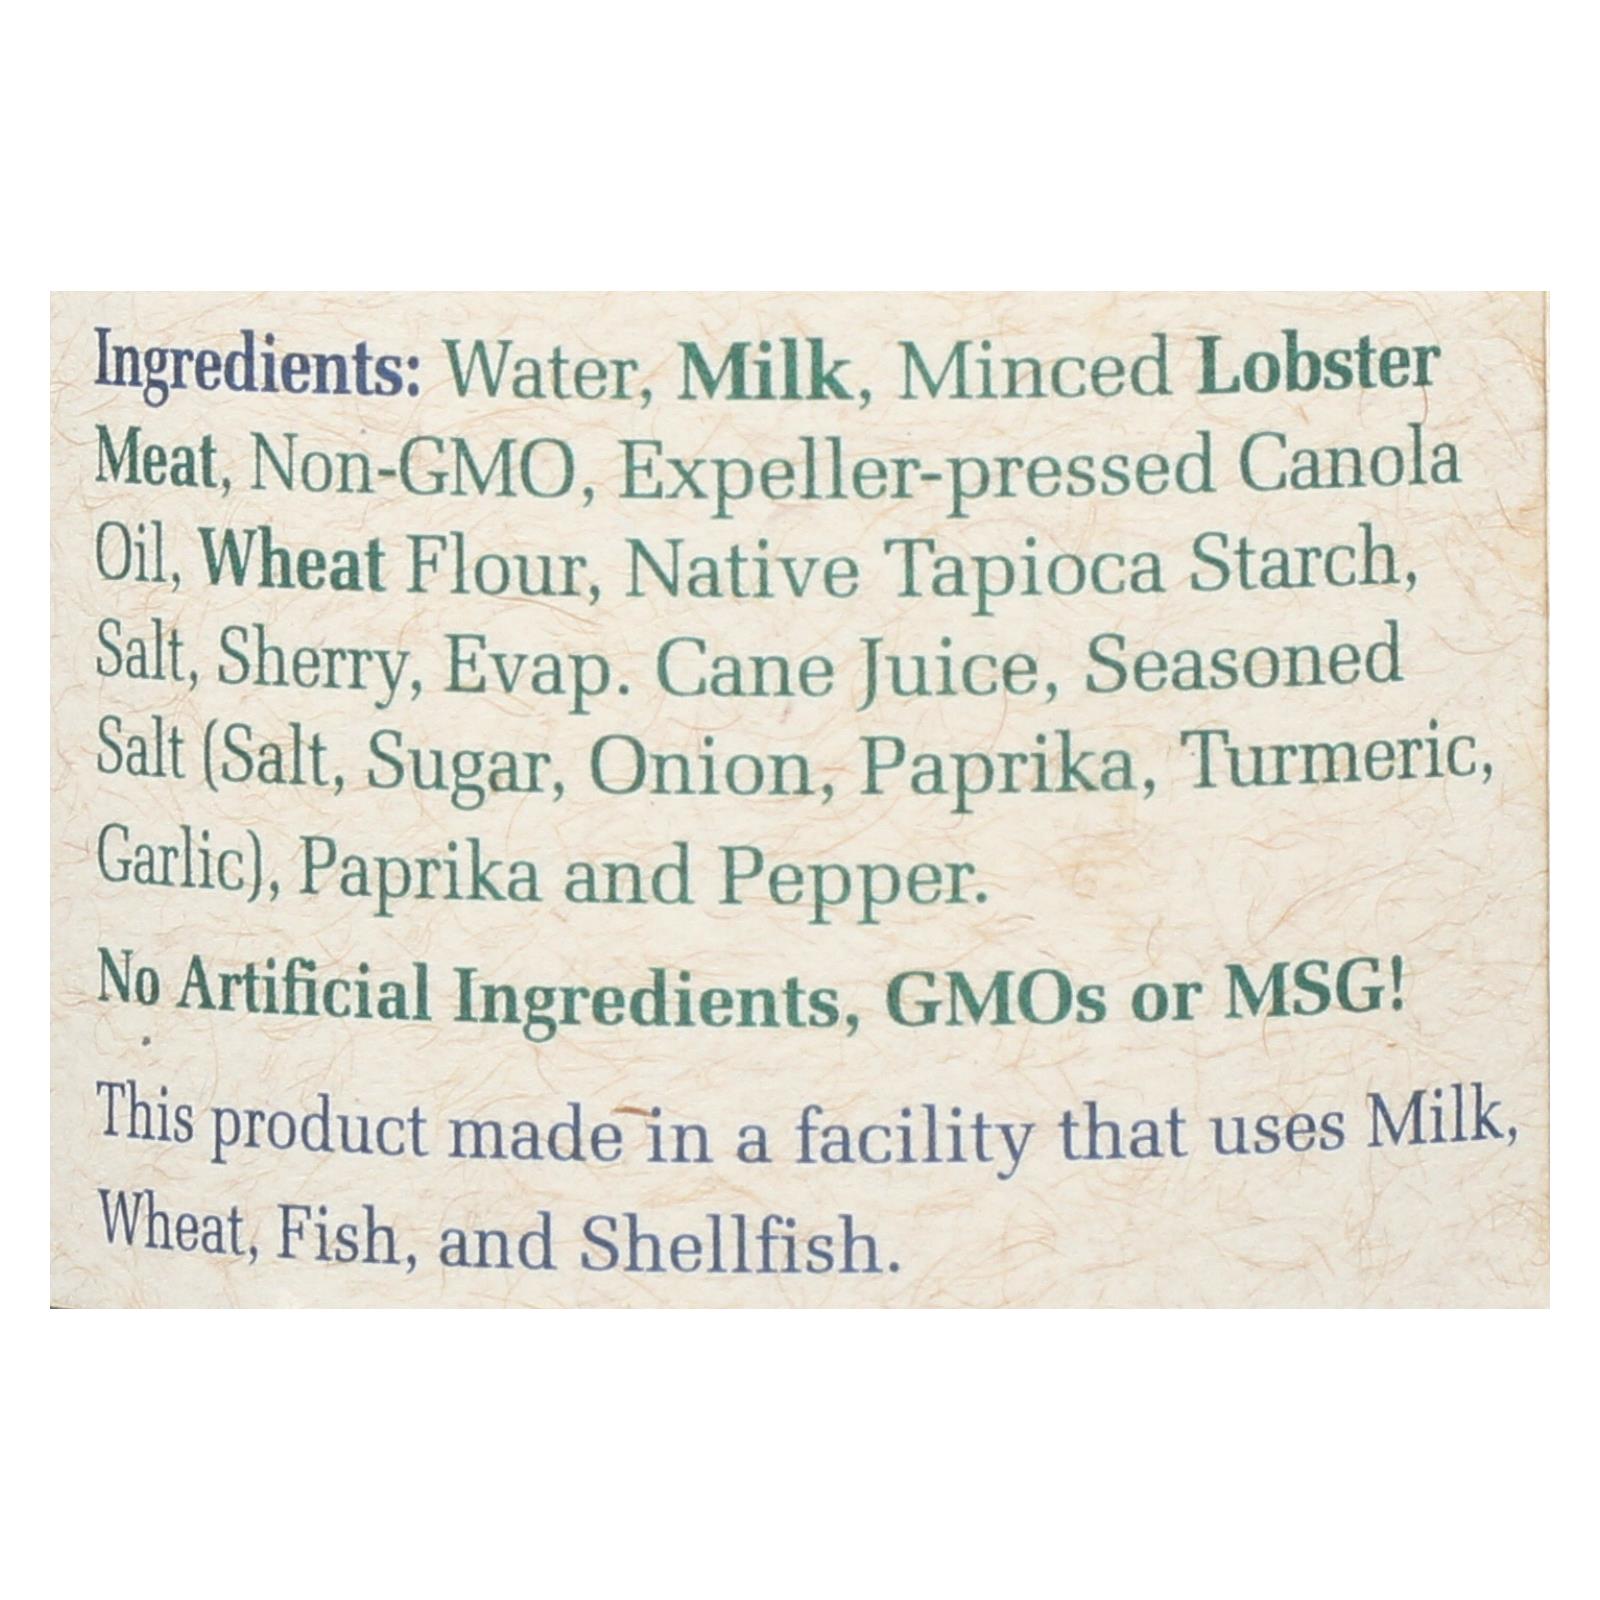 Ingredients: Water, Milk, Minced Lobster
Meat, Non-GMO, Expeller-pressed Canola
Oil, Wheat Flour, Native Tapioca Starch,
Salt, Sherry, Evap. Cane Juice, Seasoned
Salt (Salt, Sugar, Onion, Paprika, Turmeric,
Garlic), Paprika and Pepper.
No Artificial Ingredients, GMOs or MSG!
This product made in a facility that uses Milk,
Wheat, Fish, and Shellfish.